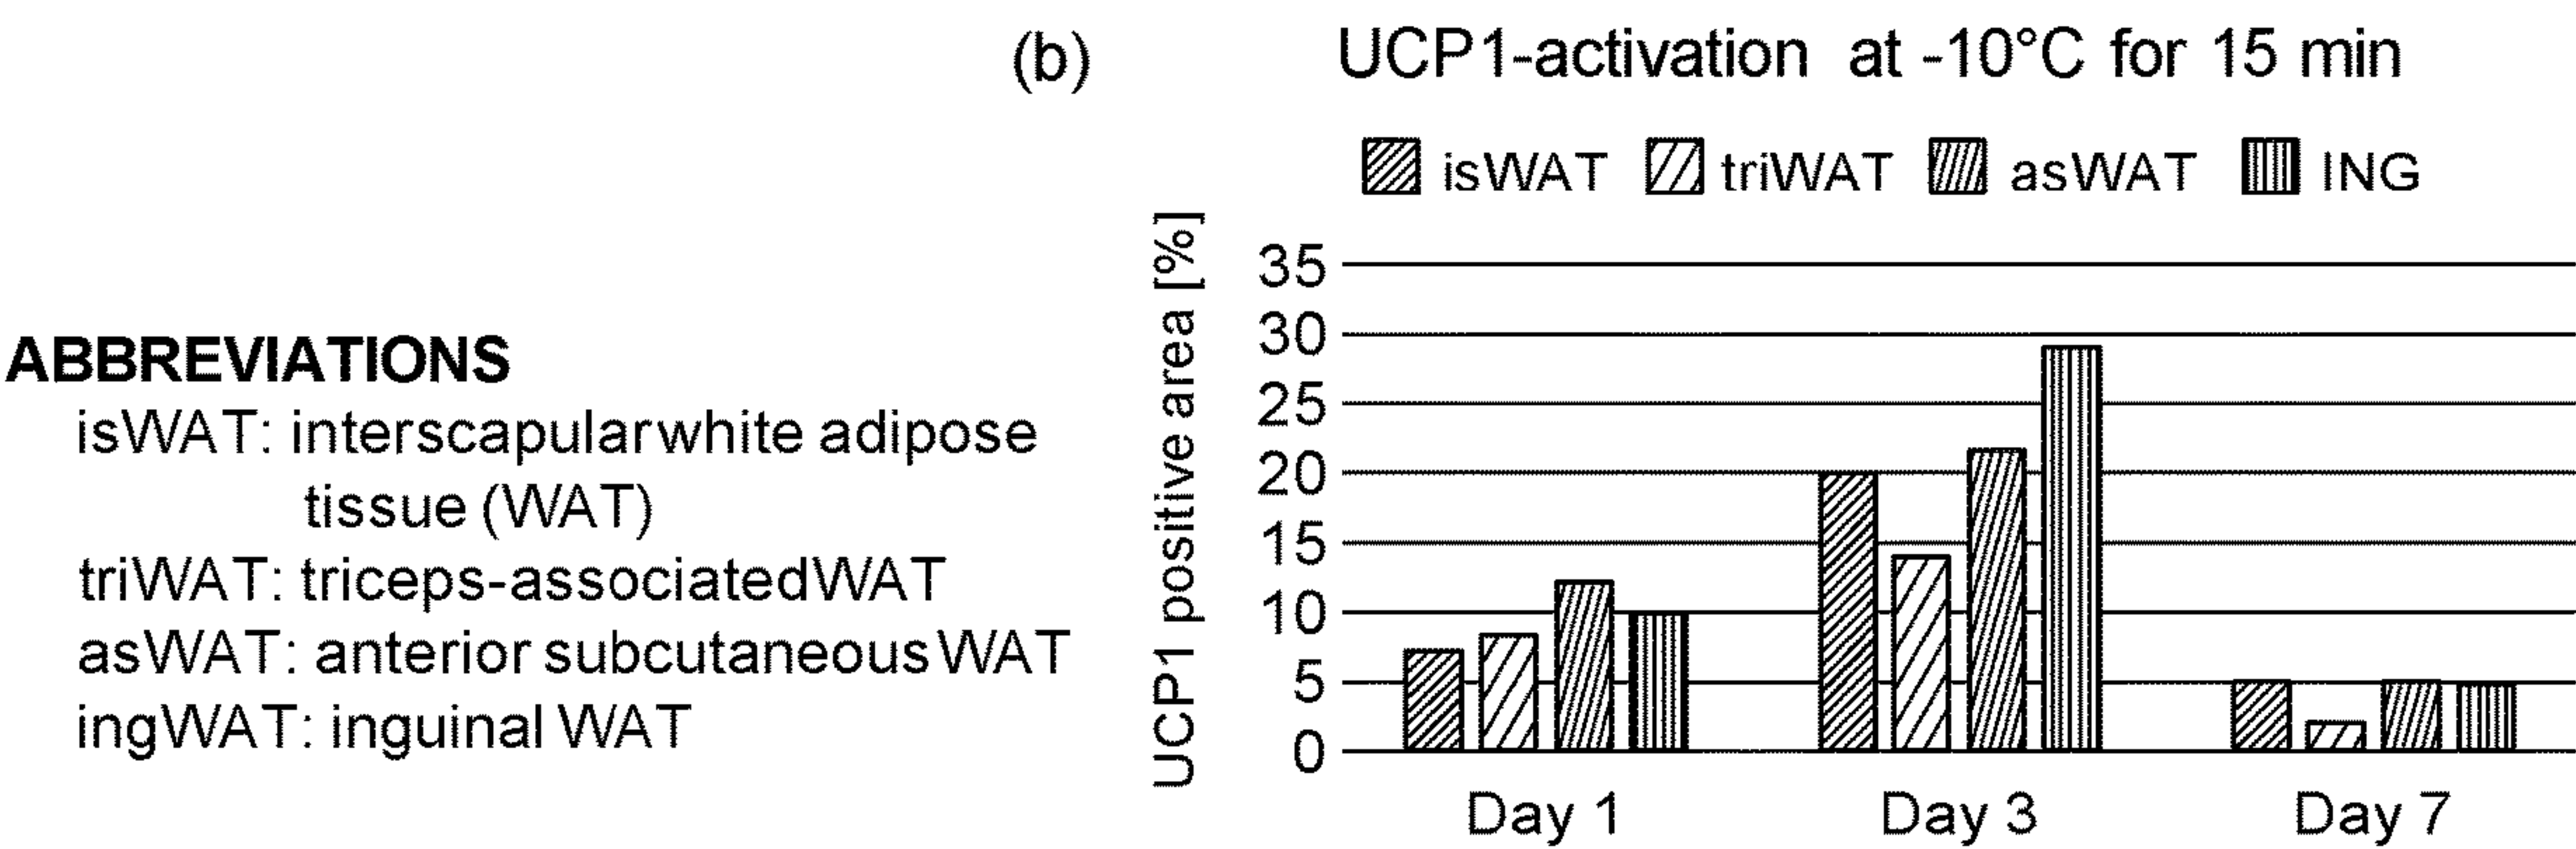 (b)
UCP1-activation at -10°C for 15 min
isWAT triWAT asWAT ING
UCP1 positive area [%]
35
30
25
20
15
10
5
0
Day 1 Day 3 Day 7
ABBREVIATIONS
isWAT: interscapularwhite adipose
tissue (WAT)
triWAT: triceps-associatedWAT
asWAT: anterior subcutaneous WAT
ingWAT: inguinal WAT